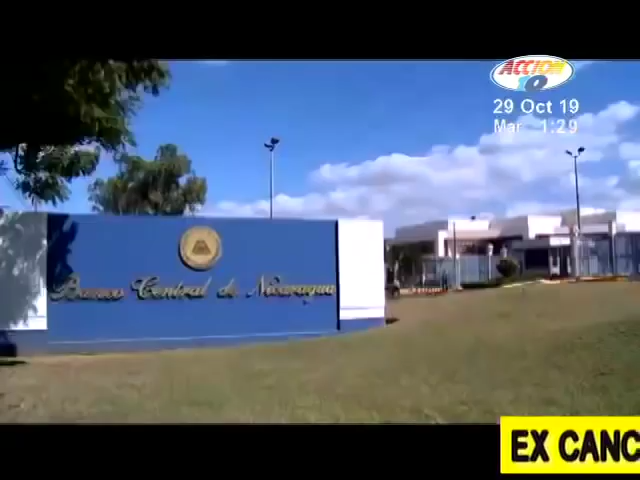 ACCION
10
29 Oct 19
Mar 1:29
Banco Central de Nicaragua
EX CANC